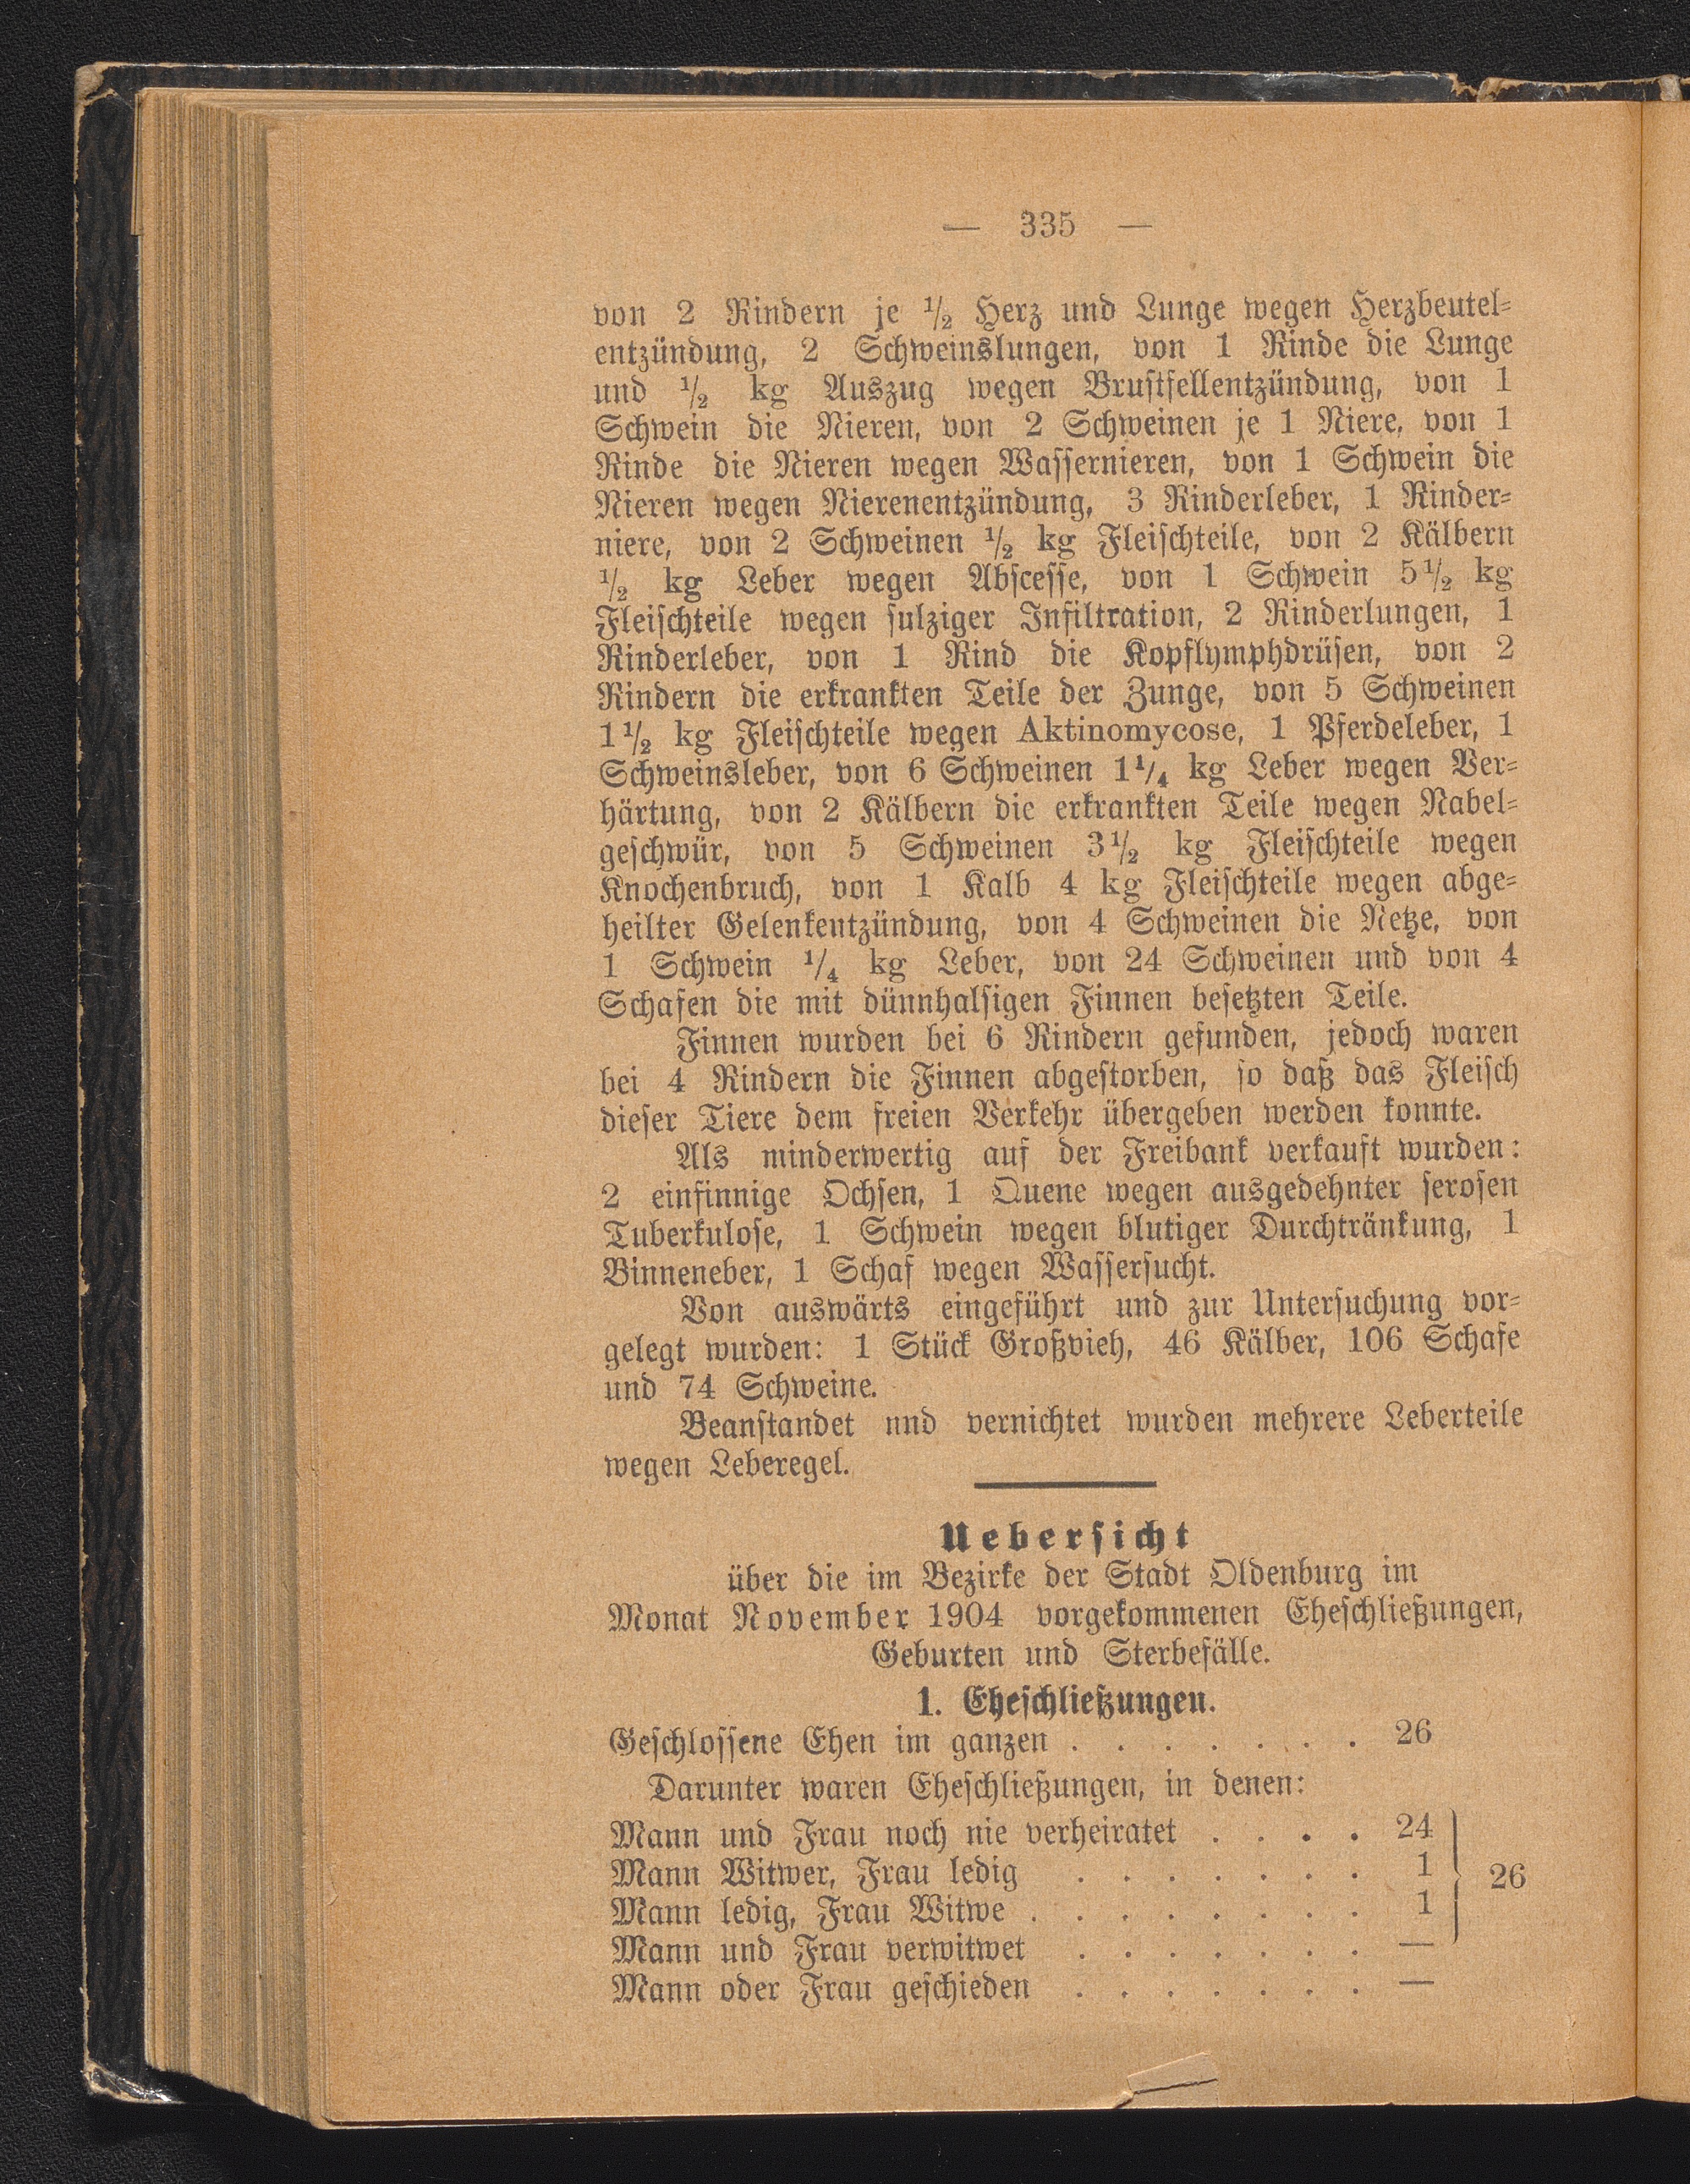 — 335 —
von 2 Rindern je 1/2 Herz und Lunge wegen Herzbeutel-
entzündung, 2 Schweinslungen, von 1 Rinde die Lunge
und 1/2 kg Auszug wegen Brustfellentzündung, von 1
Schwein die Nieren, von 2 Schweinen je 1 Niere, von 1
Rinde die Nieren wegen Wassernieren, von 1 Schwein die
Nieren wegen Nierenentzündung, 3 Rinderleber, 1 Rinder-
niere, von 2 Schweinen 1/2 kg Fleischteile, von 2 Kälbern
1/2 kg Leber wegen Abscesse, von 1 Schwein 5 1/2 kg
Fleischteile wegen sulziger Infiltration, 2 Rinderlungen, 1
Rinderleber, von 1 Rind die Kopflymphdrüsen, von 2
Rindern die erkrankten Teile der Zunge, von 5 Schweinen
1 1/2 kg Fleischteile wegen Aktinomycose, 1 Pferdeleber, 1
Schweinsleber, von 6 Schweinen 1 1/4 kg Leber wegen Ver-
härtung, von 2 Kälbern die erkrankten Teile wegen Nabel-
geschwür, von 5 Schweinen 3 1/2 kg Fleischteile wegen
Knochenbruch, von 1 Kalb 4 kg Fleischteile wegen abge-
heilter Gelenkentzündung, von 4 Schweinen die Netze, von
1 Schwein 1/4 kg Leber, von 24 Schweinen und von 4
Schafen die mit dünnhalsigen Finnen besetzten Teile.
Finnen wurden bei 6 Rindern gefunden, jedoch waren
bei 4 Rindern die Finnen abgestorben, so daß das Fleisch
dieser Tiere dem freien Verkehr übergeben werden konnte.
Als minderwertig auf der Freibank verkauft wurden:
2 einfinnige Ochsen, 1 Quene wegen ausgedehnter serosen
Tuberkulose, 1 Schwein wegen blutiger Durchtränkung, 1
Binneneber, 1 Schaf wegen Wassersucht.
Von auswärts eingeführt und zur Untersuchung vor-
gelegt wurden: 1 Stück Großvieh, 46 Kälber, 106 Schafe
und 74 Schweine.
Beanstandet nnd vernichtet wurden mehrere Leberteile
wegen Leberegel.
Uebersicht
über die im Bezirke der Stadt Oldenburg im
Monat November 1904 vorgekommenen Eheschließungen,
Geburten und Sterbefälle.
1. Eheschließungen.
Geschlossene Ehen im ganzen . . . . . . . 26
Darunter waren Eheschließungen, in denen:
Mann und Frau noch nie verheiratet . . . . 24
Mann Witwer, Frau ledig . . . . . . . 1 } 26
Mann ledig, Frau Witwe . . . . . . . . 1
Mann und Frau verwitwet . . . . . . . —
Mann oder Frau geschieden . . . . . . . —